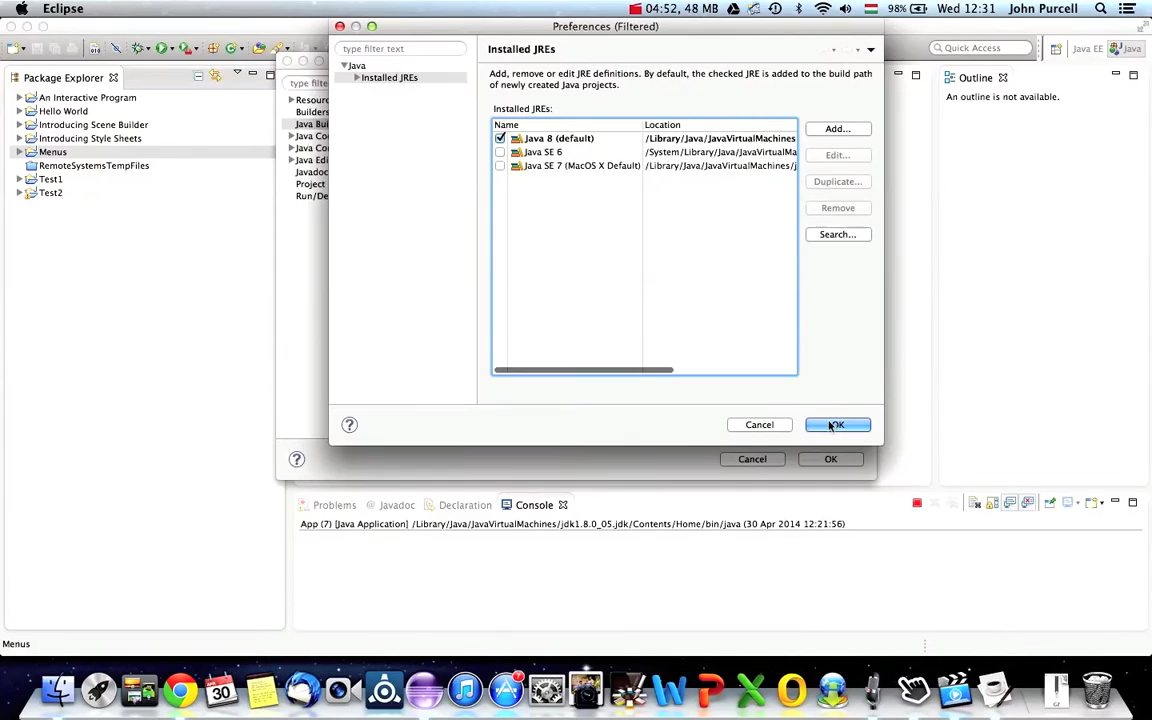 Eclipse
04:52, 48 MB
98%
Wed 12:31
John Purcell
Preferences (Filtered)
Quick Access
Java EE
Java
Package Explorer
An Interactive Program
Hello World
Introducing Scene Builder
Introducing Style Sheets
Menus
RemoteSystemsTempFiles
Test1
Test2
type filter
Resour
Builders
Java Bui
Java Co
Java Co
Java Edi
Javadoc
Project
Run/De
type filter text
Java
Installed JREs
Installed JREs
Add, remove or edit JRE definitions. By default, the checked JRE is added to the build path
of newly created Java projects.
Installed JREs:
Name
Location
Java 8 (default)
/Library/Java/JavaVirtualMachines
Java SE 6
/System/Library/Java/JavaVirtualMa
Java SE 7 (MacOS X Default)
/Library/Java/JavaVirtualMachines/j
Add...
Edit...
Duplicate...
Remove
Search...
Cancel
OK
Cancel
OK
Outline
An outline is not available.
Problems
Javadoc
Declaration
Console
App (7) [Java Application] /Library/Java/JavaVirtualMachines/jdk1.8.0_05.jdk/Contents/Home/bin/java (30 Apr 2014 12:21:56)
Menus
APR
30